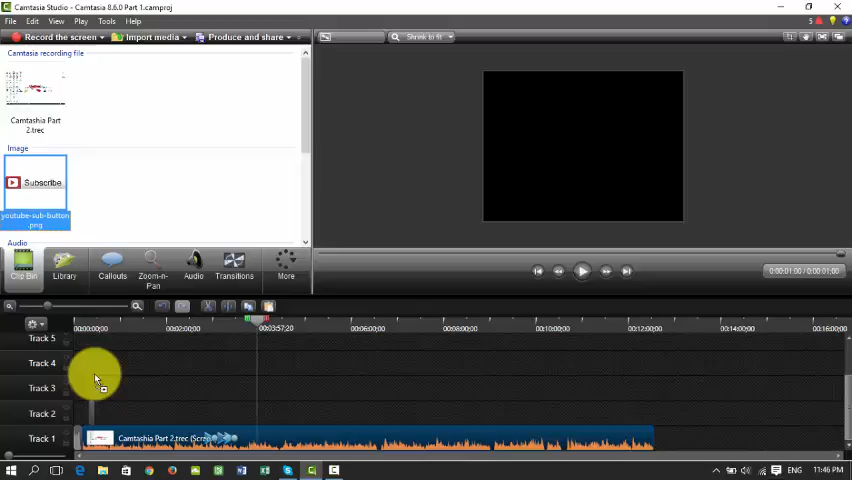 Camtasia Studio - Camtasia 8.6.0 Part 1.camproj
File Edit View Play Tools Help
5
Record the screen Import media Produce and share
Shrink to fit
Camtasia recording file
Camtashia Part
2.trec
Image
Subscribe
youtube-sub-button
.png
Audio
Clip Bin Library Callouts Zoom-n-
Pan Audio Transitions More
0:00:01;00 / 0:00:01;00
00:00:00;00 00:02:00;00 00:03:57;20 00:06:00;00 00:08:00;00 00:10:00;00 00:12:00;00 00:14:00;00 00:16:00;00
Track 5
Track 4
Track 3
Track 2
Track 1
Camtashia Part 2.trec (Scre
ENG 11:46 PM